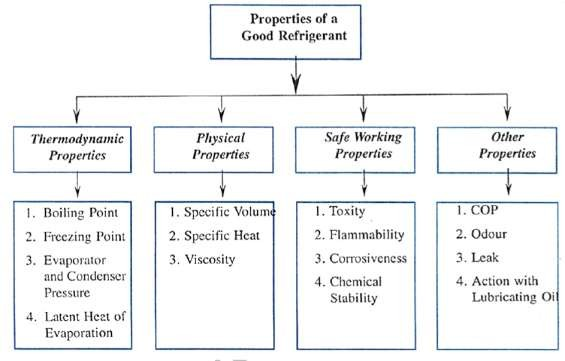 Properties of a
Good Refrigerant
Thermodynamic
Properties
Physical
Properties
Safe Working
Properties
Other
Properties
1. Boiling Point
2. Freezing Point
3. Evaporator
and Condenser
Pressure
4. Latent Heat of
Evaporation
1. Specific Volume
2. Specific Heat
3. Viscosity
1. Toxity
2. Flammability
3. Corrosiveness
4. Chemical
Stability
1. COP
2. Odour
3. Leak
4. Action with
Lubricating Oil